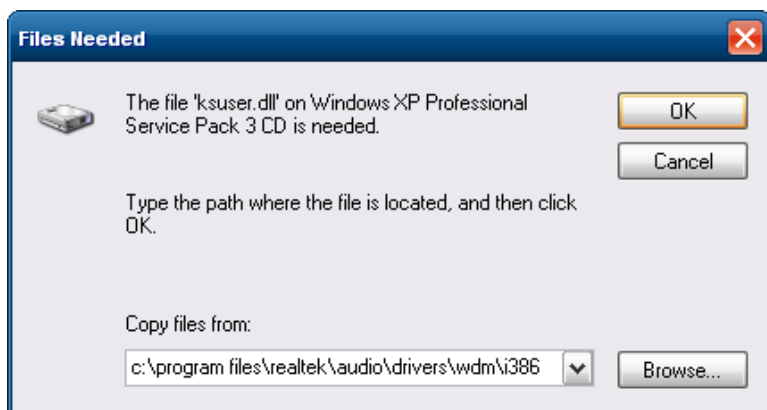 Files Needed
The file 'ksuser.dll' on Windows XP Professional
Service Pack 3 CD is needed.
OK
Cancel
Type the path where the file is located, and then click
OK.
Copy files from:
c:\program files\realtek\audio\drivers\wdm\i386
Browse...